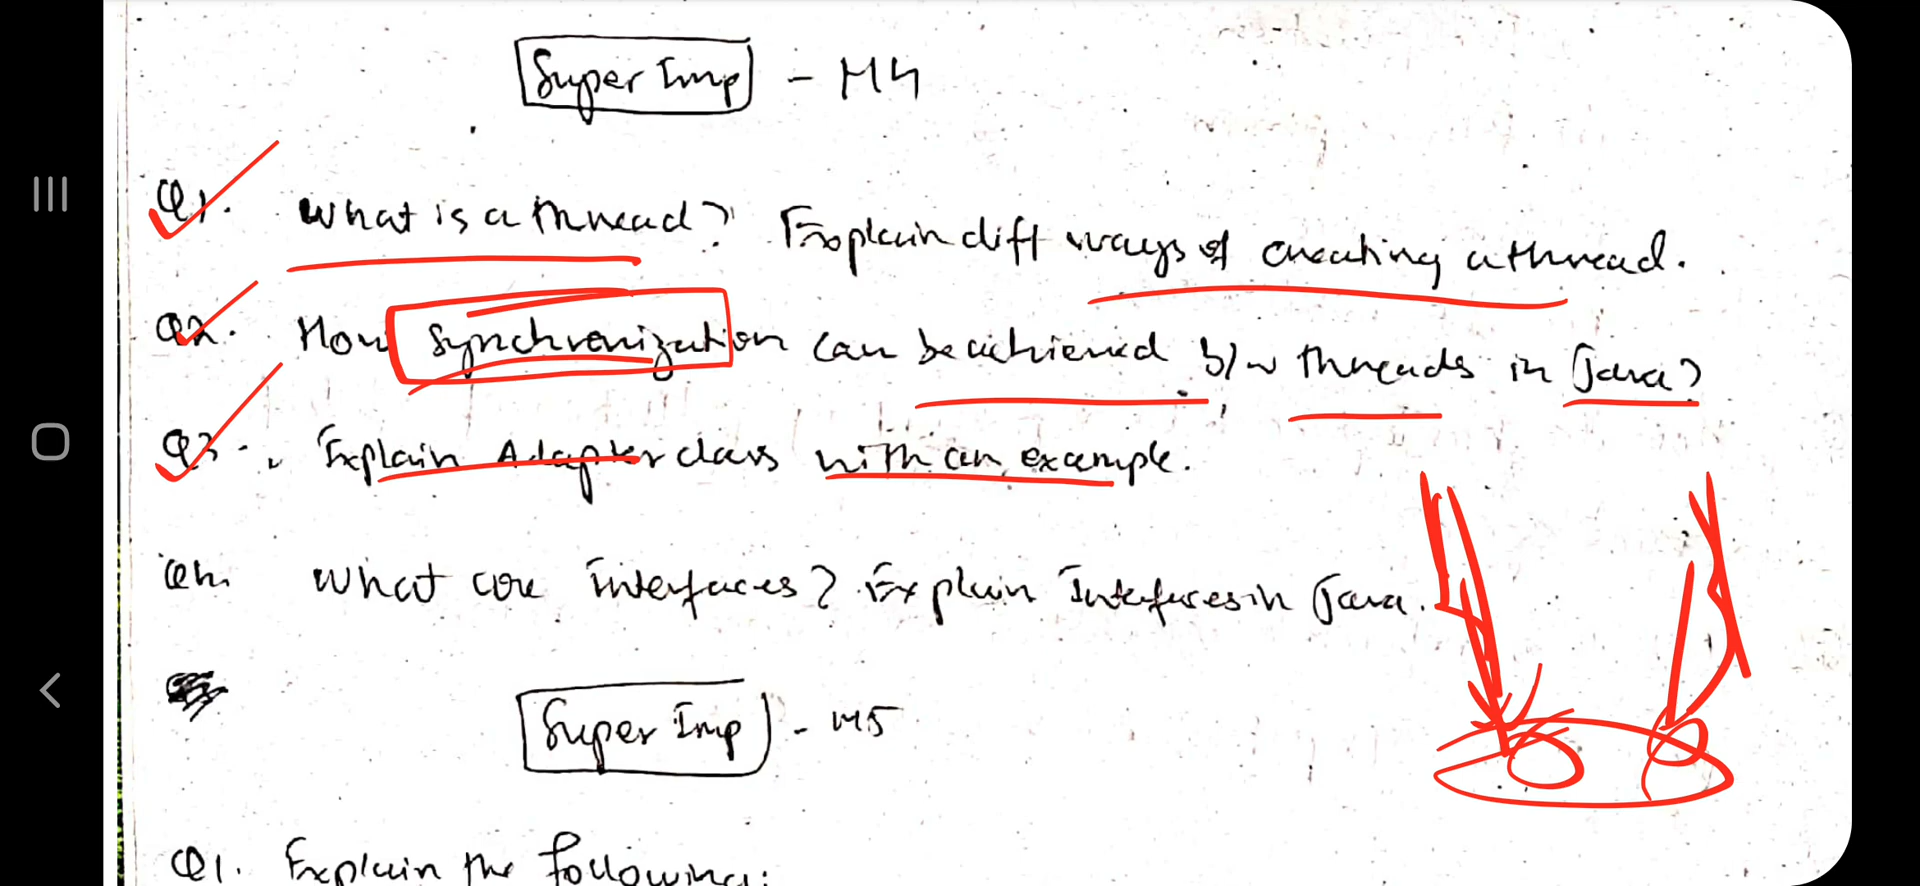 Super Imp - M4
Q1. What is a thread? Explain diff ways of creating a thread.
Q2. How Synchronization can be achieved b/w threads in Java?
Q3. Explain Adapter class with an example.
Q4. What are Interfaces? Explain Interfaces in Java.
Super Imp - M5
Q1. Explain the following: